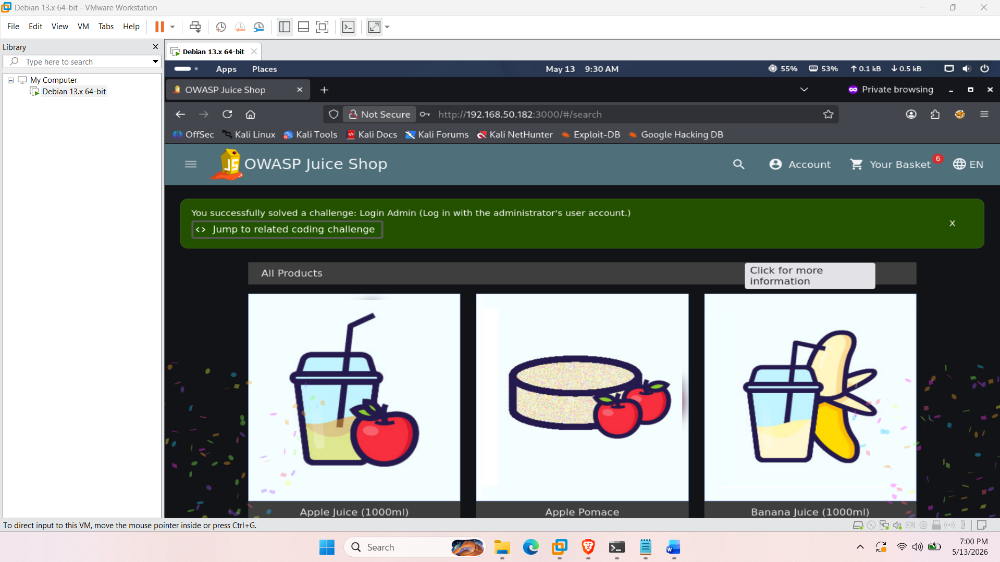 Debian 13.x 64-bit - VMware Workstation
File Edit View VM Tabs Help
Library
Type here to search
My Computer
Debian 13.x 64-bit
Debian 13.x 64-bit
Apps Places May 13 9:30 AM 55% 53% ↑0.1 kB ↓0.5 kB
OWASP Juice Shop
Private browsing
Not Secure http://192.168.50.182:3000/#/search
OffSec Kali Linux Kali Tools Kali Docs Kali Forums Kali NetHunter Exploit-DB Google Hacking DB
JS
OWASP Juice Shop
Account Your Basket 6 EN
You successfully solved a challenge: Login Admin (Log in with the administrator's user account.)
X
<> Jump to related coding challenge
All Products
Click for more
information
Apple Juice (1000ml) Apple Pomace Banana Juice (1000ml)
To direct input to this VM, move the mouse pointer inside or press Ctrl+G.
Search
W
7:00 PM
5/13/2026